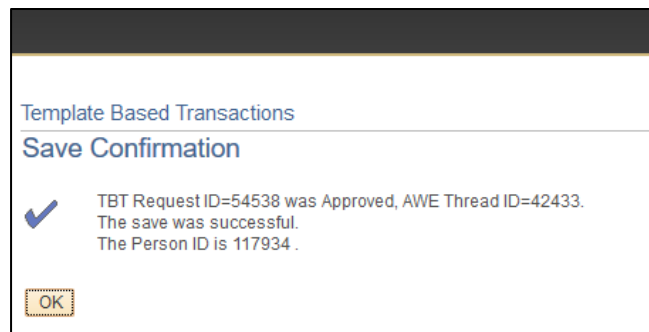 Template Based Transactions
Save Confirmation
TBT Request ID=54538 was Approved, AWE Thread ID=42433.
The save was successful.
The Person ID is 117934 .
OK